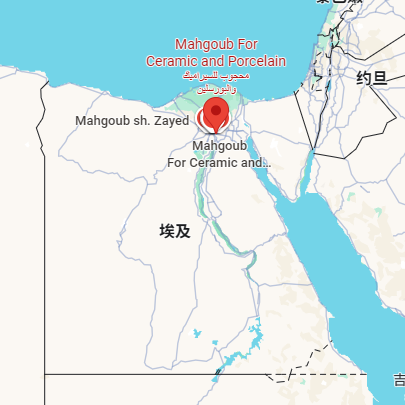 Mahgoub For
Ceramic and Porcelain
محجوب للسيراميك
والبورسلين
约旦
Mahgoub sh. Zayed
Mahgoub
For Ceramic and...
埃及